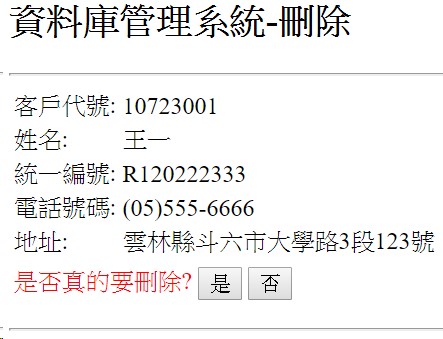 資料庫管理系統-刪除
客戶代號: 10723001
姓名: 王一
統一編號: R120222333
電話號碼: (05)555-6666
地址: 雲林縣斗六市大學路3段123號
是否真的要刪除? 是 否